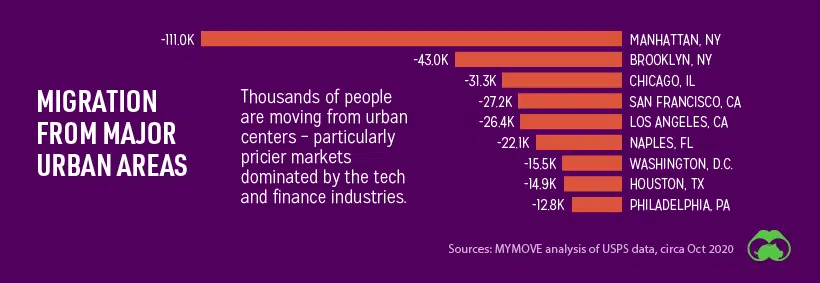 MIGRATION
FROM MAJOR
URBAN AREAS
Thousands of people
are moving from urban
centers – particularly
pricier markets
dominated by the tech
and finance industries.
-111.0K MANHATTAN, NY
-43.0K BROOKLYN, NY
-31.3K CHICAGO, IL
-27.2K SAN FRANCISCO, CA
-26.4K LOS ANGELES, CA
-22.1K NAPLES, FL
-15.5K WASHINGTON, D.C.
-14.9K HOUSTON, TX
-12.8K PHILADELPHIA, PA
Sources: MYMOVE analysis of USPS data, circa Oct 2020